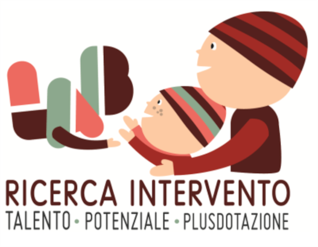 RICERCA INTERVENTO
TALENTO • POTENZIALE • PLUSDOTAZIONE